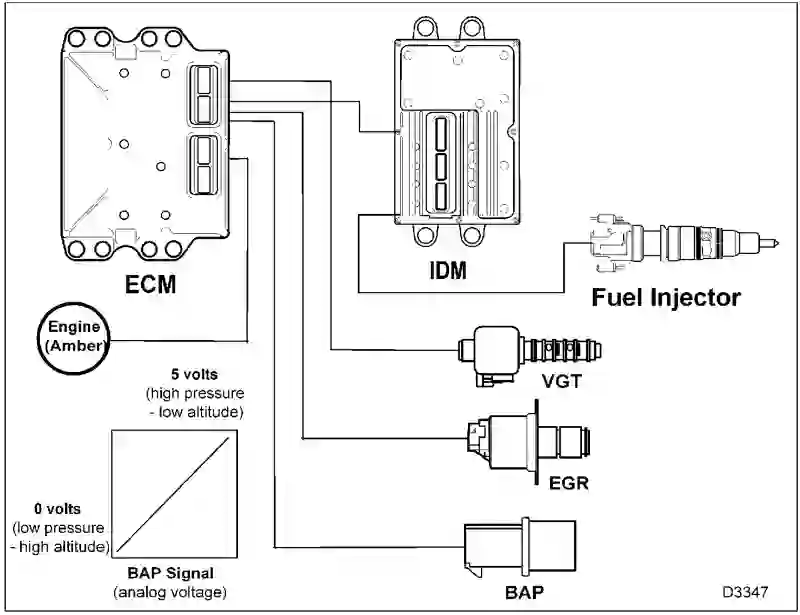 ECM
IDM
Fuel Injector
Engine
(Amber)
VGT
5 volts
(high pressure
- low altitude)
EGR
0 volts
(low pressure
- high altitude)
BAP Signal
(analog voltage)
BAP
D3347